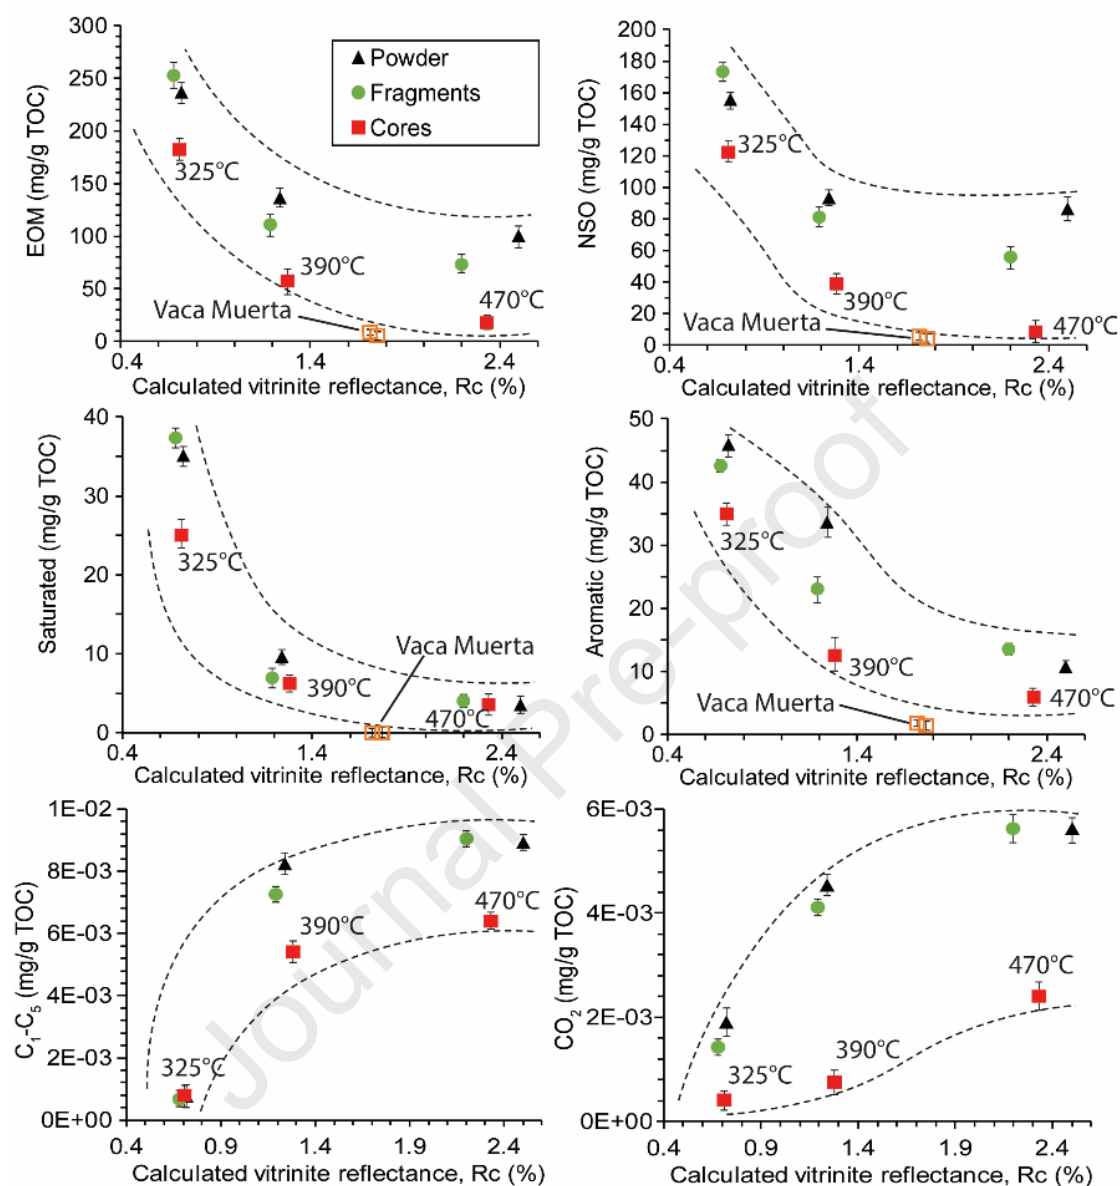 300
250
200
150
100
50
0
EOM (mg/g TOC)
Powder
Fragments
Cores
325°C
390°C
470°C
Vaca Muerta
0.4 1.4 2.4
Calculated vitrinite reflectance, Rc (%)
200
180
160
140
120
100
80
60
40
20
0
NSO (mg/g TOC)
325°C
390°C
Vaca Muerta
470°C
0.4 1.4 2.4
Calculated vitrinite reflectance, Rc (%)
40
30
20
10
0
Saturated (mg/g TOC)
325°C
Vaca Muerta
390°C
470°C
0.4 1.4 2.4
Calculated vitrinite reflectance, Rc (%)
50
40
30
20
10
0
Aromatic (mg/g TOC)
325°C
390°C
Vaca Muerta
470°C
0.4 1.4 2.4
Calculated vitrinite reflectance, Rc (%)
1E-02
8E-03
6E-03
4E-03
2E-03
0E+00
C₁-C₅ (mg/g TOC)
470°C
390°C
325°C
0.4 0.9 1.4 1.9 2.4
Calculated vitrinite reflectance, Rc (%)
6E-03
4E-03
2E-03
0E+00
CO₂ (mg/g TOC)
470°C
390°C
325°C
0.4 0.9 1.4 1.9 2.4
Calculated vitrinite reflectance, Rc (%)
Journal Pre-proof